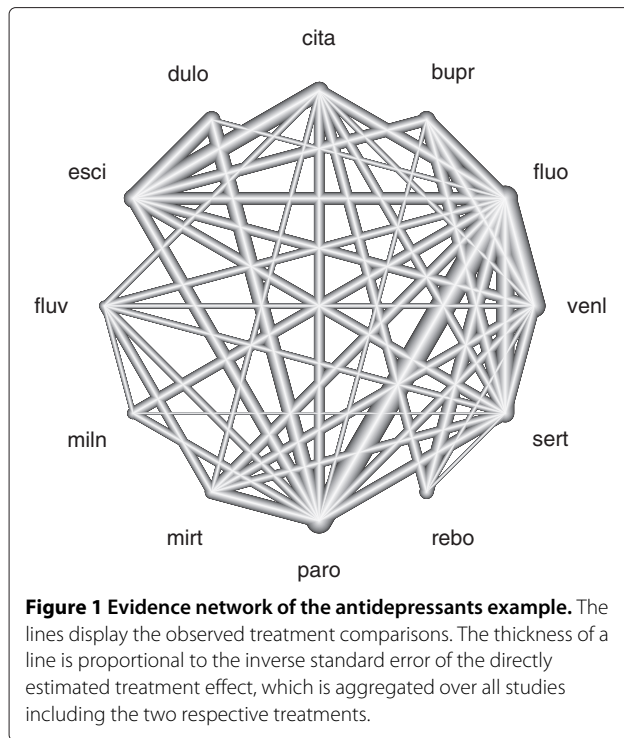 cita
dulo
bupr
esci
fluo
fluv
venl
miln
sert
mirt
rebo
paro
Figure 1 Evidence network of the antidepressants example. The
lines display the observed treatment comparisons. The thickness of a
line is proportional to the inverse standard error of the directly
estimated treatment effect, which is aggregated over all studies
including the two respective treatments.